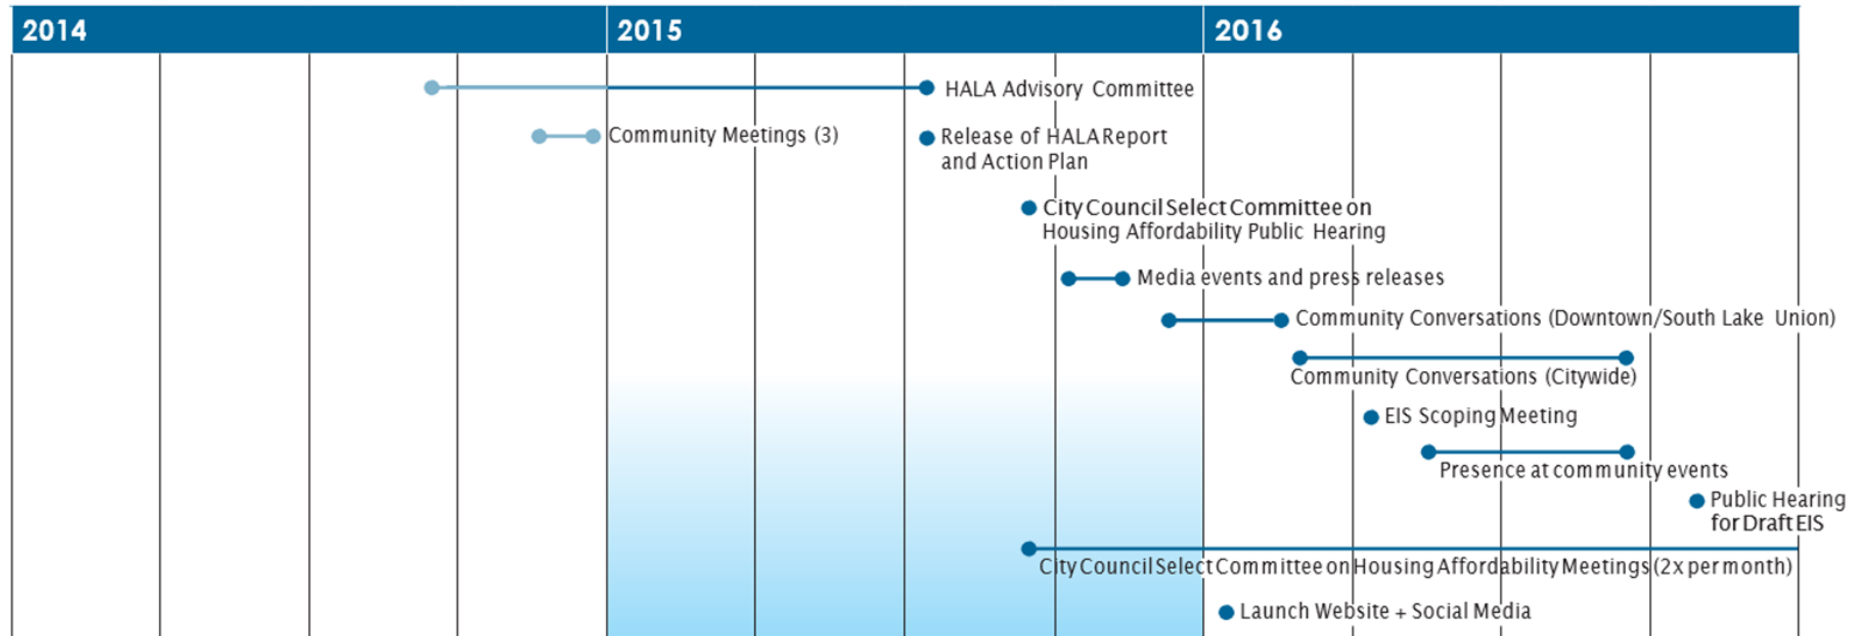 2014
2015
2016
HALA Advisory Committee
Community Meetings (3)
Release of HALA Report
and Action Plan
City Council Select Committee on
Housing Affordability Public Hearing
Media events and press releases
Community Conversations (Downtown/South Lake Union)
Community Conversations (Citywide)
EIS Scoping Meeting
Presence at community events
Public Hearing
for Draft EIS
City Council Select Committee on Housing Affordability Meetings (2x per month)
Launch Website + Social Media